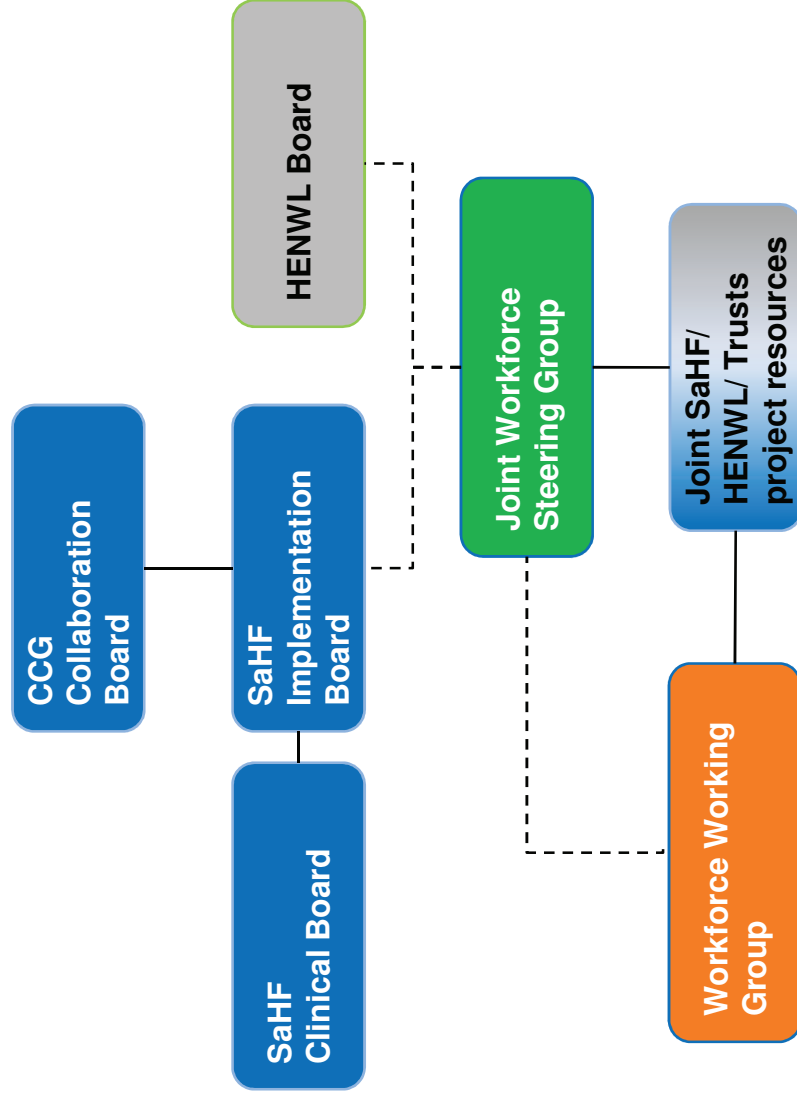 CCG
Collaboration
Board
SaHF
Clinical Board
SaHF
Implementation
Board
HENWL Board
Joint Workforce
Steering Group
Workforce Working
Group
Joint SaHF/
HENWL/ Trusts
project resources